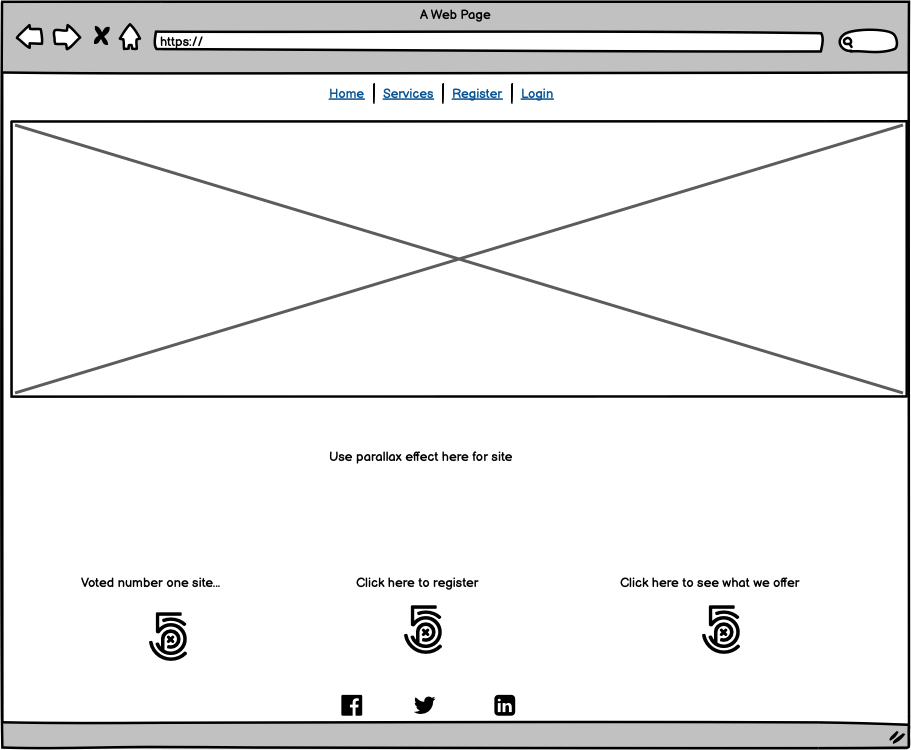 A Web Page
https://
Home Services Register Login
Use parallax effect here for site
Voted number one site... Click here to register Click here to see what we offer